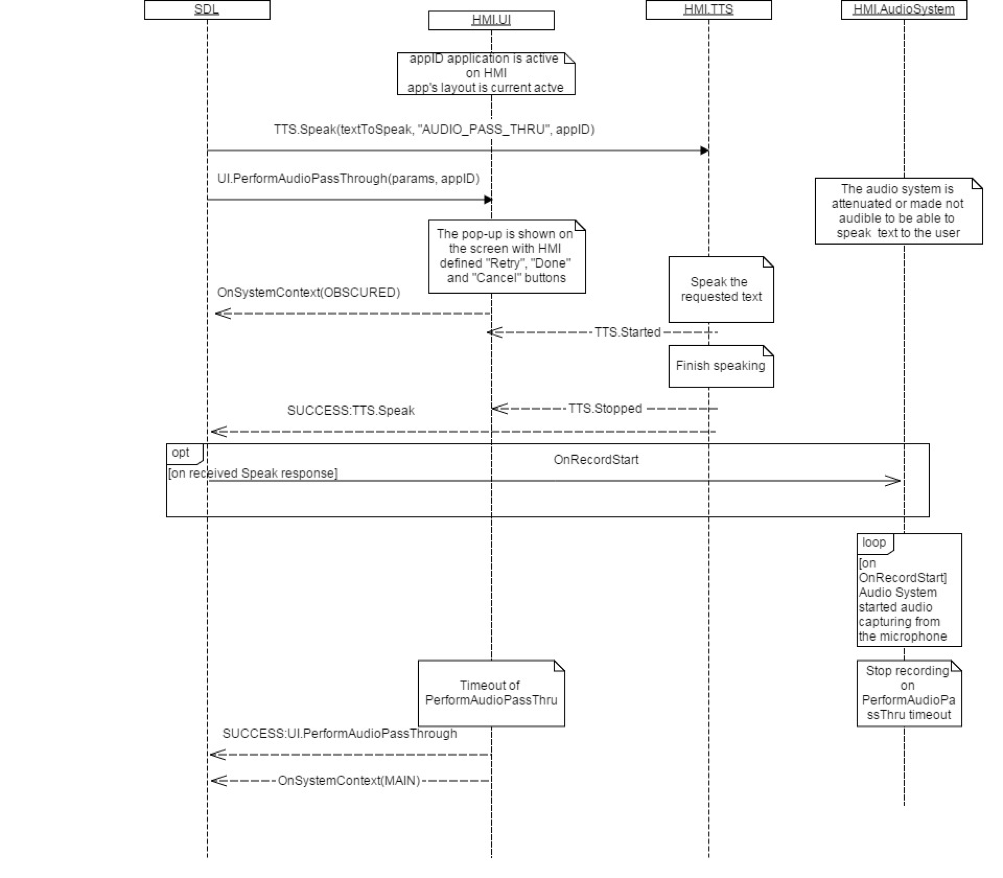 SDL
HMI.UI
HMI.TTS
HMI.AudioSystem
appID application is active
on HMI
app's layout is current actve
TTS.Speak(textToSpeak, "AUDIO_PASS_THRU", appID)
UI.PerformAudioPassThrough(params, appID)
The audio system is
attenuated or made not
audible to be able to
speak text to the user
The pop-up is shown on
the screen with HMI
defined "Retry", "Done"
and "Cancel" buttons
Speak the
requested text
OnSystemContext(OBSCURED)
TTS.Started
Finish speaking
TTS.Stopped
SUCCESS:TTS.Speak
opt
OnRecordStart
[on received Speak response]
loop
[on
OnRecordStart]
Audio System
started audio
capturing from
the microphone
Timeout of
PerformAudioPassThru
Stop recording
on
PerformAudioPa
ssThru timeout
SUCCESS:UI.PerformAudioPassThrough
OnSystemContext(MAIN)